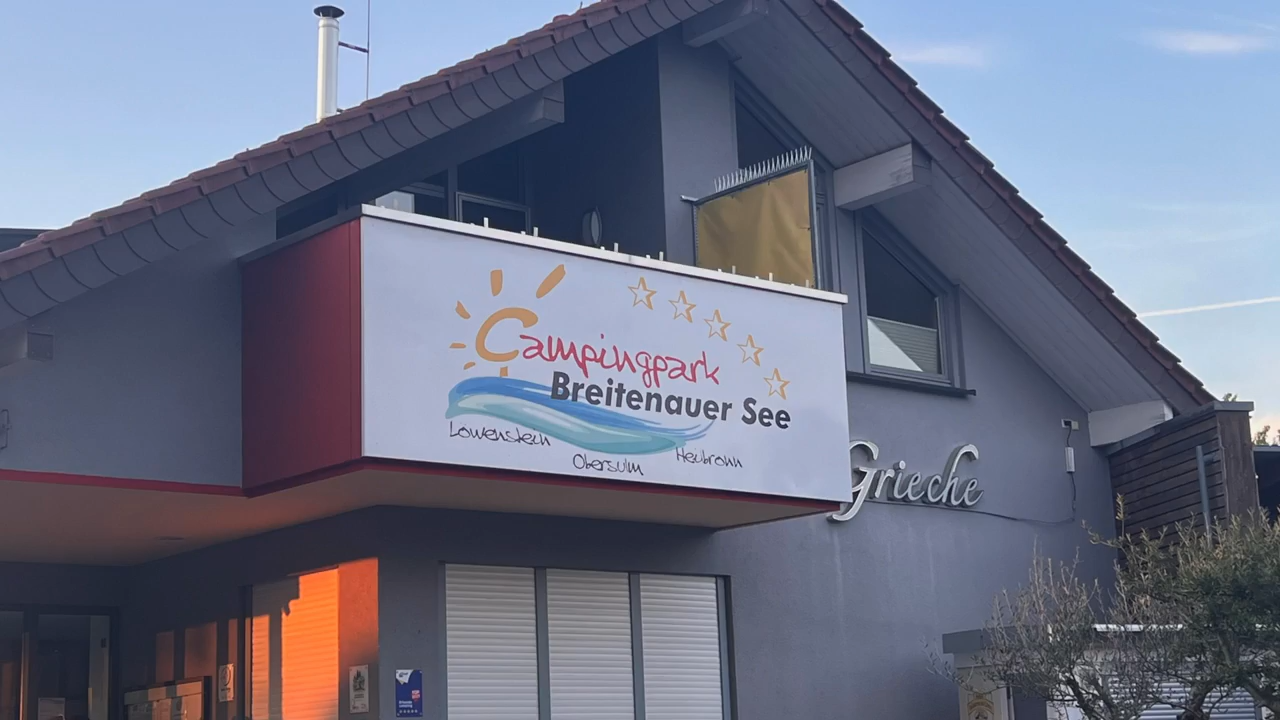 Campingpark
Breitenauer See
Löwenstein
Obersulm
Heilbronn
Grieche